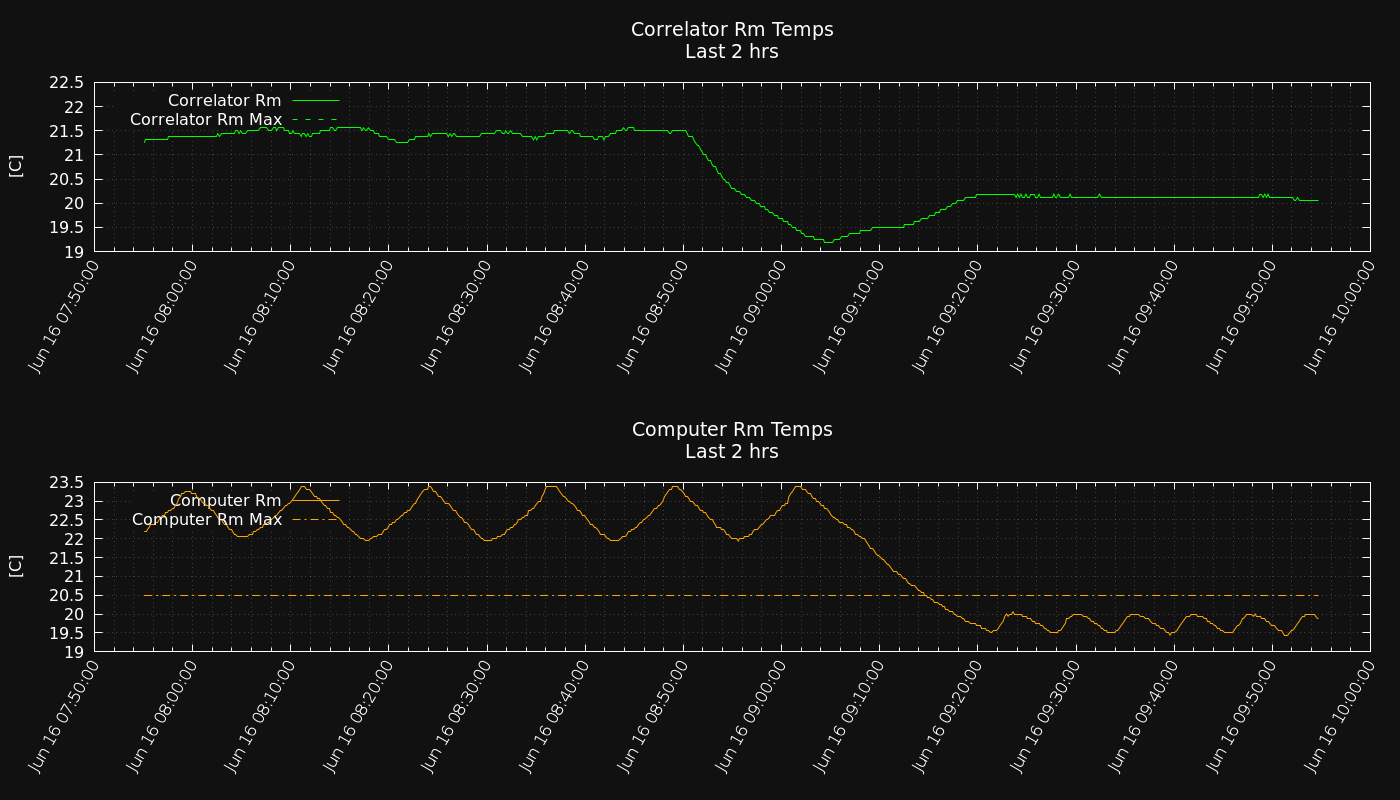 Correlator Rm Temps
Last 2 hrs
22.5
22
21.5
21
20.5
20
19.5
19
[C]
Correlator Rm
Correlator Rm Max
Jun 16 07:50:00
Jun 16 08:00:00
Jun 16 08:10:00
Jun 16 08:20:00
Jun 16 08:30:00
Jun 16 08:40:00
Jun 16 08:50:00
Jun 16 09:00:00
Jun 16 09:10:00
Jun 16 09:20:00
Jun 16 09:30:00
Jun 16 09:40:00
Jun 16 09:50:00
Jun 16 10:00:00
Computer Rm Temps
Last 2 hrs
23.5
23
22.5
22
21.5
21
20.5
20
19.5
19
[C]
Computer Rm
Computer Rm Max
Jun 16 07:50:00
Jun 16 08:00:00
Jun 16 08:10:00
Jun 16 08:20:00
Jun 16 08:30:00
Jun 16 08:40:00
Jun 16 08:50:00
Jun 16 09:00:00
Jun 16 09:10:00
Jun 16 09:20:00
Jun 16 09:30:00
Jun 16 09:40:00
Jun 16 09:50:00
Jun 16 10:00:00